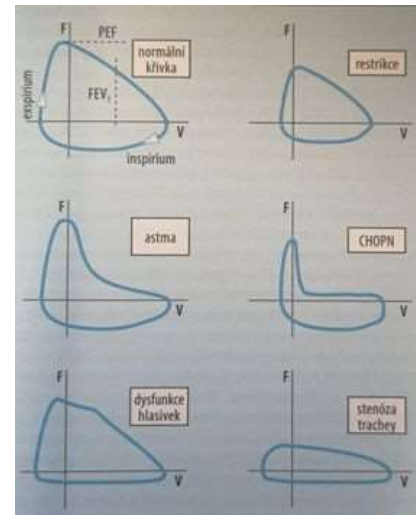 F
PEF
normální
křivka
FEV₁
exspirium
V
inspirium
F
restrikce
V
F
astma
V
F
CHOPN
V
F
dysfunkce
hlasivek
V
F
stenóza
trachey
V